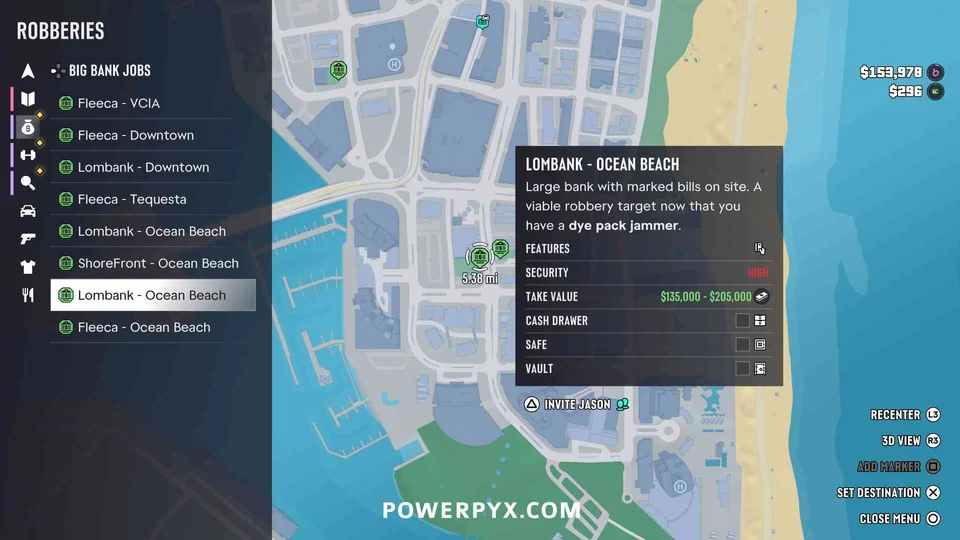 ROBBERIES
BIG BANK JOBS
Fleeca - VCIA
Fleeca - Downtown
Lombank - Downtown
Fleeca - Tequesta
Lombank - Ocean Beach
ShoreFront - Ocean Beach
Lombank - Ocean Beach
Fleeca - Ocean Beach
$153,978
$296
H
5.38 mi
LOMBANK - OCEAN BEACH
Large bank with marked bills on site. A
viable robbery target now that you
have a dye pack jammer.
FEATURES
SECURITY HIGH
TAKE VALUE $135,000 - $205,000
CASH DRAWER
SAFE
VAULT
INVITE JASON
H
RECENTER L3
3D VIEW R3
ADD MARKER
SET DESTINATION
CLOSE MENU
POWERPYX.COM